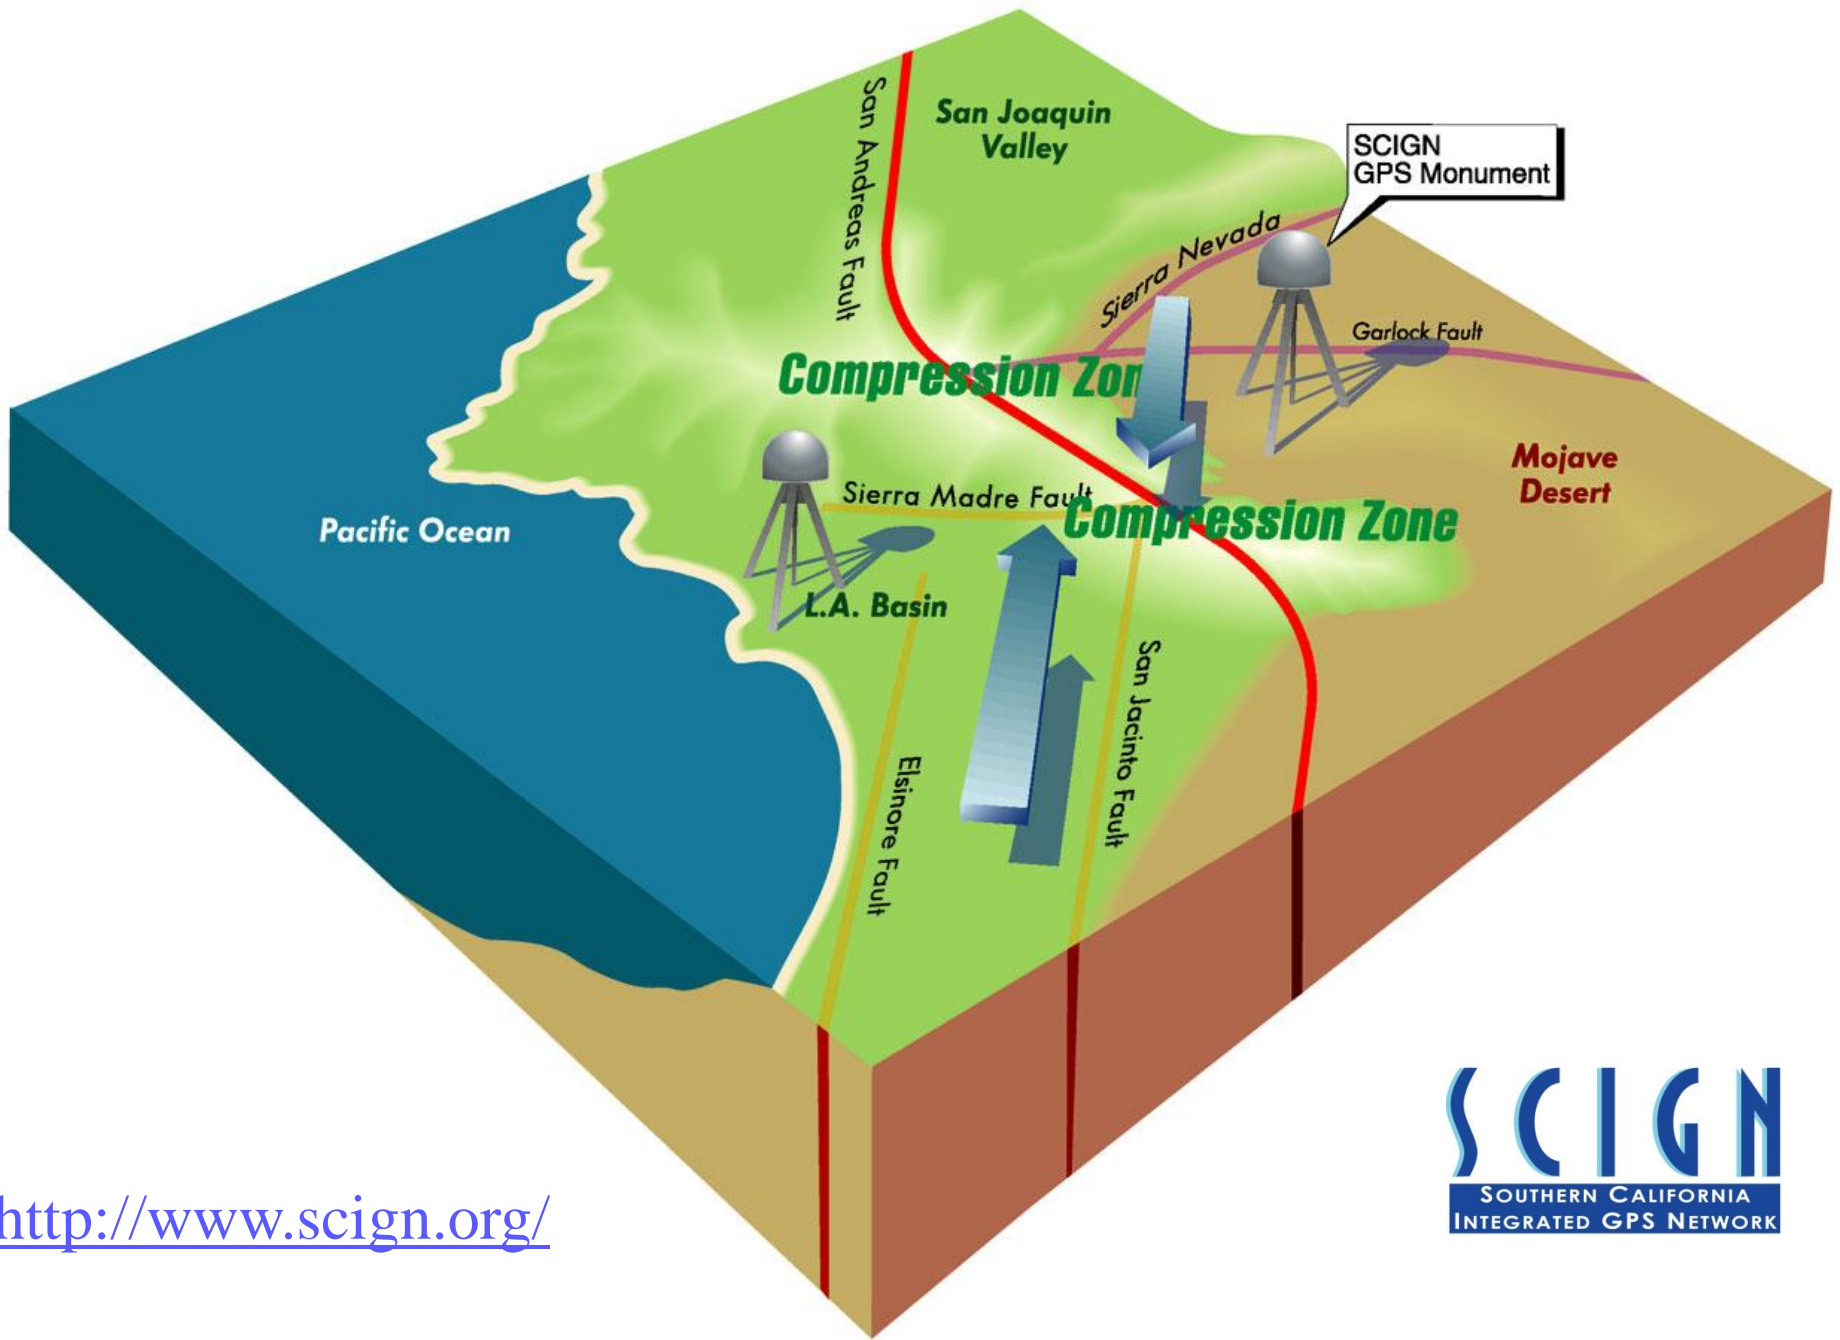 San Joaquin
Valley
San Andreas Fault
SCIGN
GPS Monument
Sierra Nevada
Garlock Fault
Compression Zon
Mojave
Desert
Sierra Madre Fault
Compression Zone
Pacific Ocean
L.A. Basin
San Jacinto Fault
Elsinore Fault
http://www.scign.org/
SCIGN
SOUTHERN CALIFORNIA
INTEGRATED GPS NETWORK